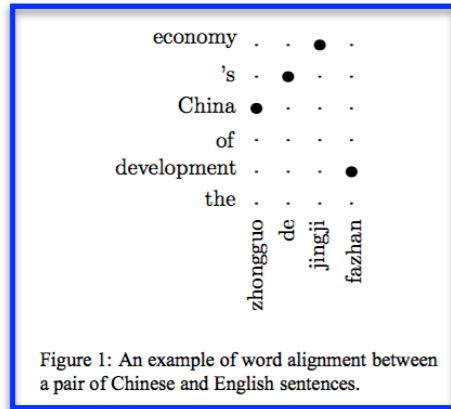 economy
's
China
of
development
the
zhongguo
de
jingji
fazhan
Figure 1: An example of word alignment between
a pair of Chinese and English sentences.